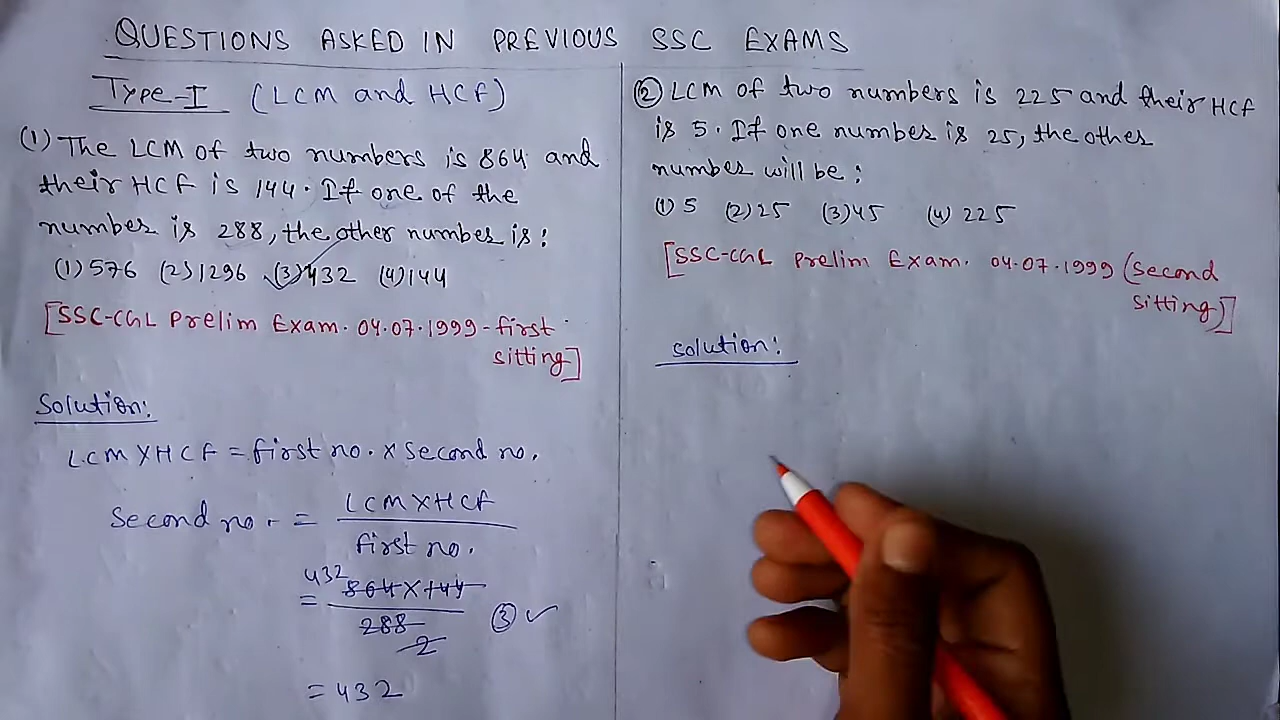 QUESTIONS ASKED IN PREVIOUS SSC EXAMS
Type-I (LCM and HCF)
(1) The LCM of two numbers is 864 and
their HCF is 144. If one of the
number is 288, the other number is:
(1) 576 (2) 1296 (3) 432 (4) 144
[SSC-CGL Prelim Exam. 04.07.1999-first
sitting]
Solution:
LCM X HCF = first no. x second no.
Second no. = LCM X HCF
first no.
432
= 864 X 144
288
2
③ ✓
= 432
② LCM of two numbers is 225 and their HCF
is 5. If one number is 25, the other
number will be:
(1) 5 (2) 25 (3) 45 (4) 225
[SSC-CGL Prelim Exam. 04.07.1999 (second
sitting)]
solution: